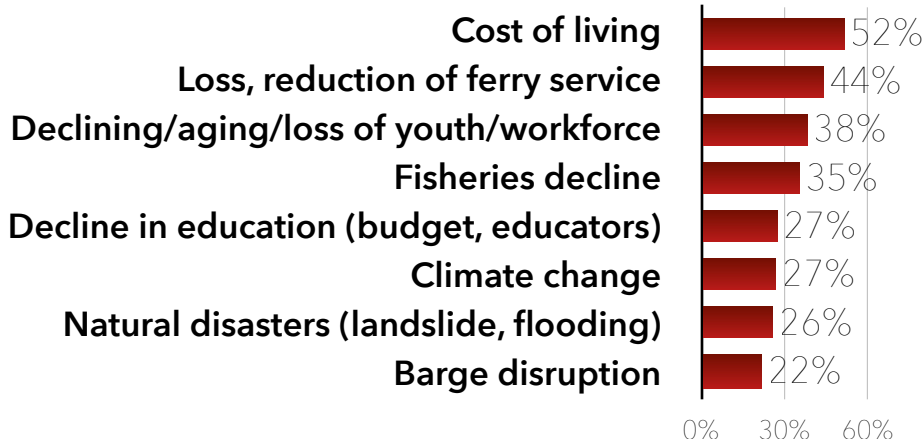 Cost of living 52%
Loss, reduction of ferry service 44%
Declining/aging/loss of youth/workforce 38%
Fisheries decline 35%
Decline in education (budget, educators) 27%
Climate change 27%
Natural disasters (landslide, flooding) 26%
Barge disruption 22%
0% 30% 60%